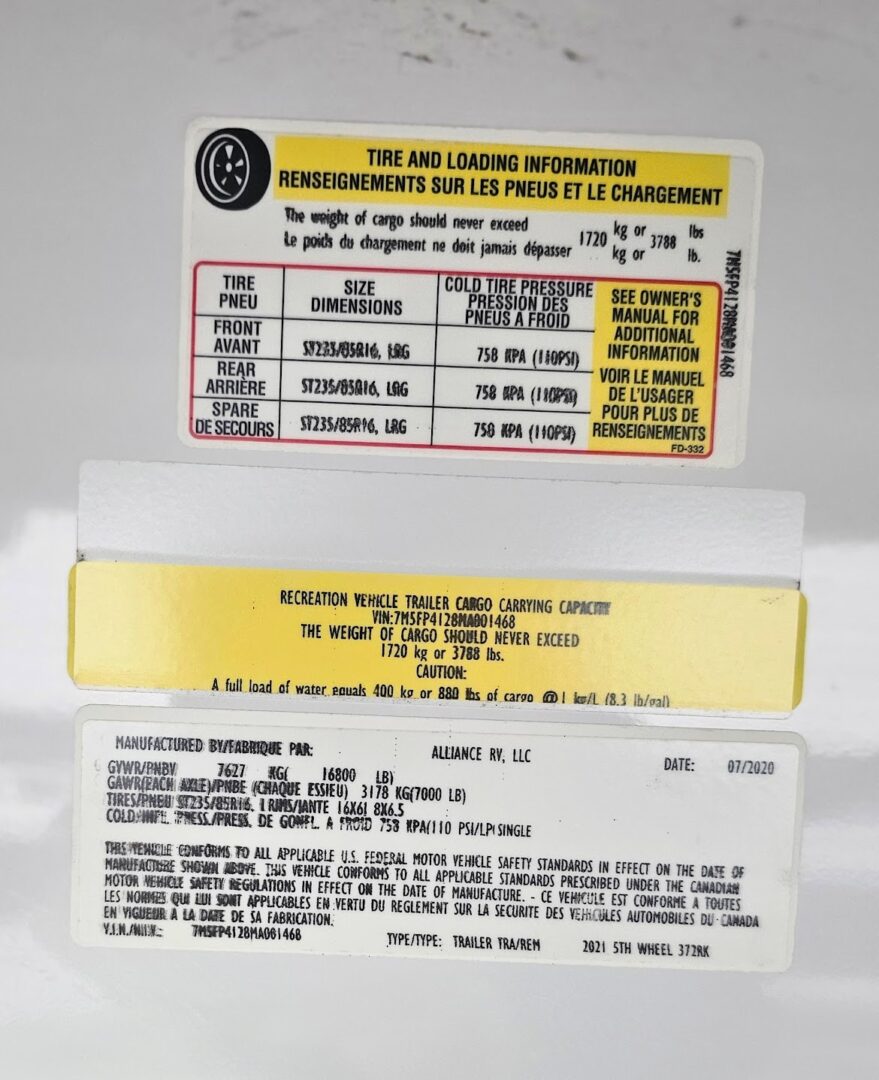 TIRE AND LOADING INFORMATION
RENSEIGNEMENTS SUR LES PNEUS ET LE CHARGEMENT
The weight of cargo should never exceed 1720 kg or 3788 lbs
Le poids du chargement ne doit jamais dépasser kg or lb.
TIRE PNEU SIZE DIMENSIONS COLD TIRE PRESSURE PRESSION DES PNEUS A FROID
FRONT AVANT ST235/85R16, LRG 758 KPA (110PSI)
REAR ARRIÈRE ST235/85R16, LRG 758 KPA (110PSI)
SPARE DE SECOURS ST235/85R16, LRG 758 KPA (110PSI)
SEE OWNER'S
MANUAL FOR
ADDITIONAL
INFORMATION
VOIR LE MANUEL
DE L'USAGER
POUR PLUS DE
RENSEIGNEMENTS
FD-332
7M5FP4128MA001468
RECREATION VEHICLE TRAILER CARGO CARRYING CAPACITY
VIN:7M5FP4128MA001468
THE WEIGHT OF CARGO SHOULD NEVER EXCEED
1720 kg or 3788 lbs.
CAUTION:
A full load of water equals 400 kg or 880 lbs of cargo @1 kg/L (8.3 lb/gal)
MANUFACTURED BY/FABRIQUE PAR: ALLIANCE RV, LLC DATE: 07/2020
GVWR/PNBV 7627 KG( 16800 LB)
GAWR(EACH AXLE)/PNBE (CHAQUE ESSIEU) 3178 KG(7000 LB)
TIRES/PNEU ST235/85R16, RIMS/JANTE 16X6 8X6.5
COLD INFL. PRESS./PRESS. DE GONFL. A FROID 758 KPA(110 PSI/LPC) SINGLE
THIS VEHICLE CONFORMS TO ALL APPLICABLE U.S. FEDERAL MOTOR VEHICLE SAFETY STANDARDS IN EFFECT ON THE DATE OF
MANUFACTURE SHOWN ABOVE. THIS VEHICLE CONFORMS TO ALL APPLICABLE STANDARDS PRESCRIBED UNDER THE CANADIAN
MOTOR VEHICLE SAFETY REGULATIONS IN EFFECT ON THE DATE OF MANUFACTURE. - CE VEHICULE EST CONFORME A TOUTES
LES NORMES QUI LUI SONT APPLICABLES EN VERTU DU REGLEMENT SUR LA SECURITE DES VEHICULES AUTOMOBILES DU CANADA
EN VIGUEUR A LA DATE DE SA FABRICATION.
V.I.N./N.I.V.: 7M5FP4128MA001468 TYPE/TYPE: TRAILER TRA/REM 2021 5TH WHEEL 372RK